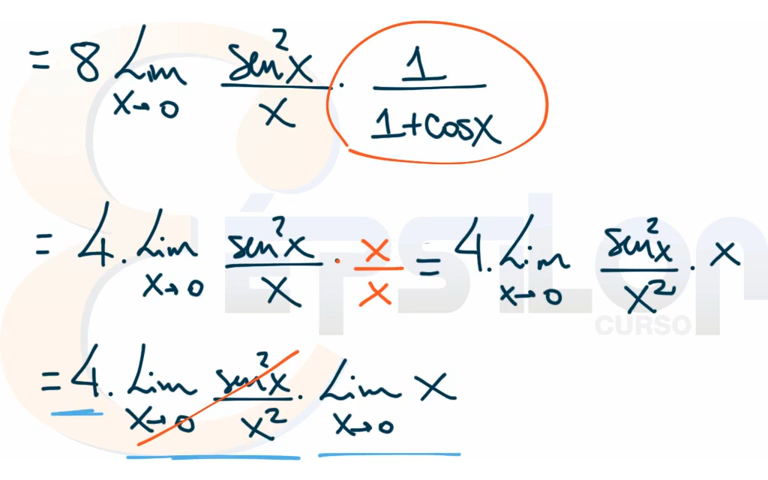 = 8 Lim x→0 sen²x / x · 1 / 1+cosx
= 4. Lim x→0 sen²x / x · x / x = 4. Lim x→0 sen²x / x² · x
= 4. Lim x→0 sen²x / x² · Lim x→0 x
ÉPSILON
CURSO